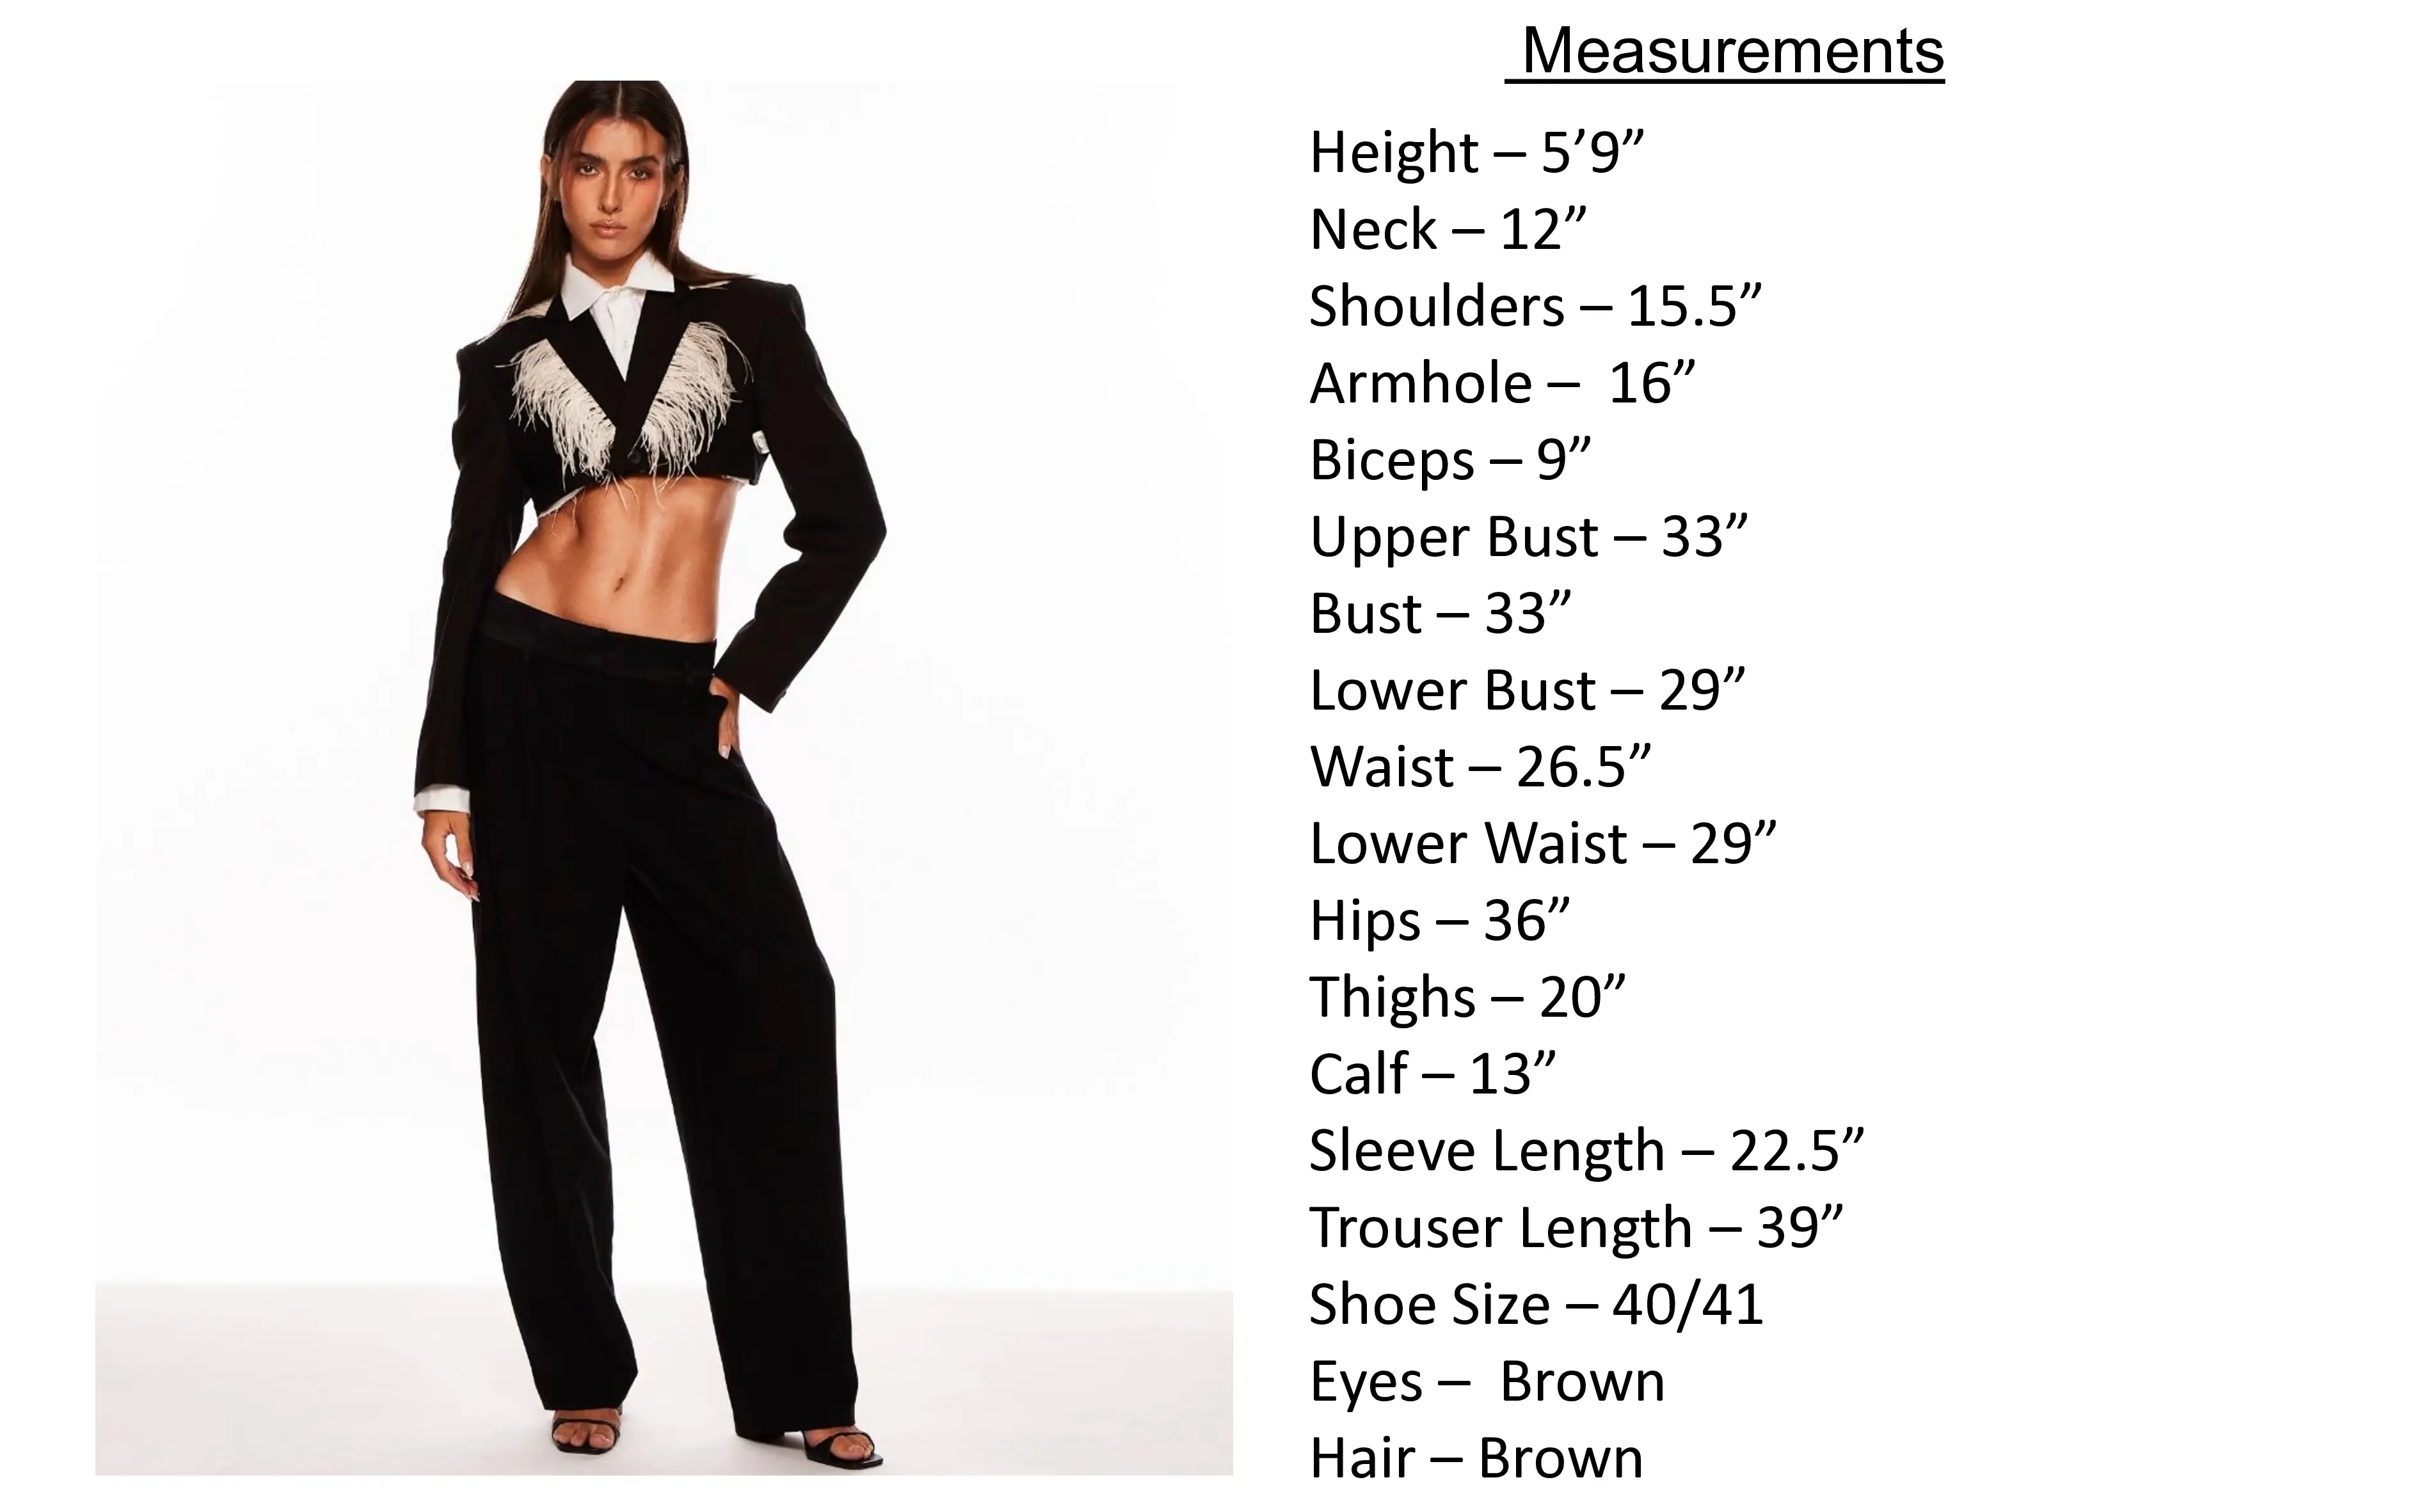 Measurements
Height – 5’9”
Neck – 12”
Shoulders – 15.5”
Armhole –  16”
Biceps – 9”
Upper Bust – 33”
Bust – 33”
Lower Bust – 29”
Waist – 26.5”
Lower Waist – 29”
Hips – 36”
Thighs – 20”
Calf – 13”
Sleeve Length – 22.5”
Trouser Length – 39”
Shoe Size – 40/41
Eyes –  Brown
Hair – Brown